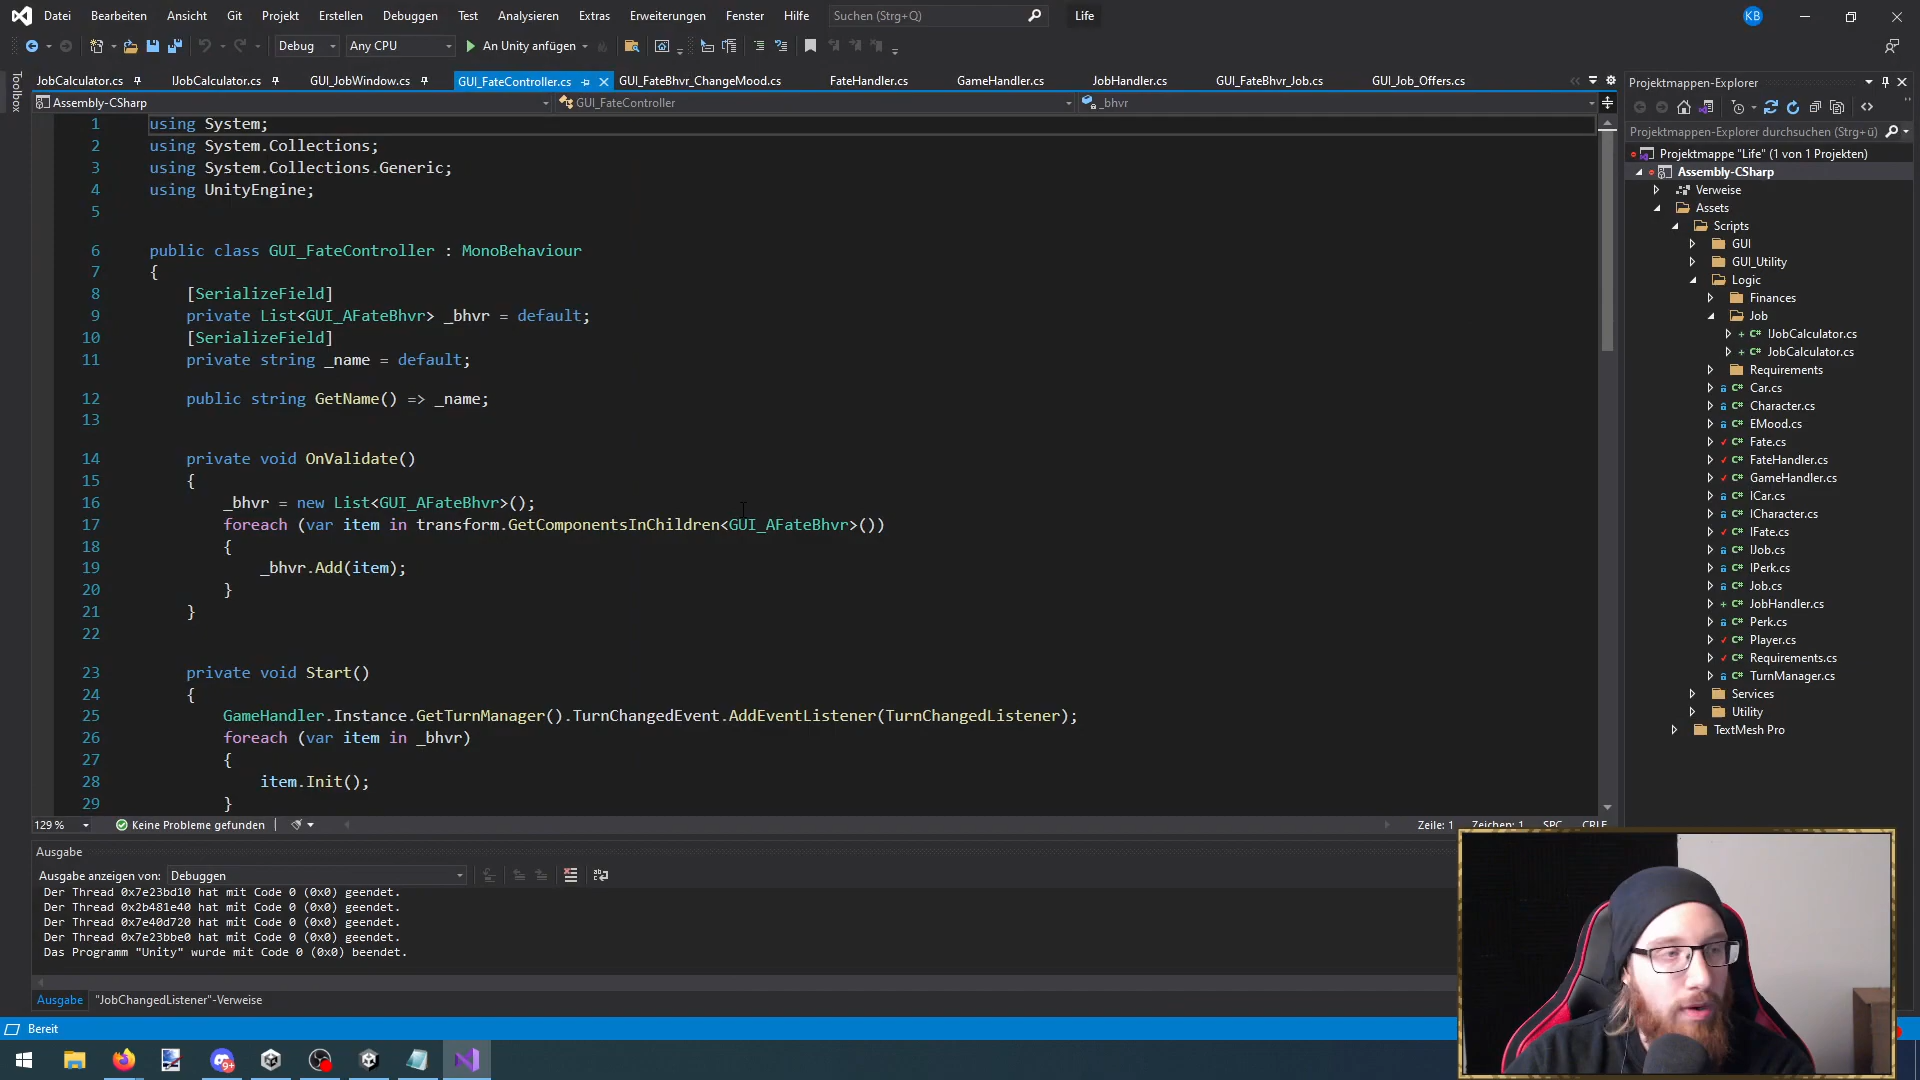 Datei Bearbeiten Ansicht Git Projekt Erstellen Debuggen Test Analysieren Extras Erweiterungen Fenster Hilfe Suchen (Strg+Q) Life KB
Debug Any CPU An Unity anfügen
JobCalculator.cs IJobCalculator.cs GUI_JobWindow.cs GUI_FateController.cs GUI_FateBhvr_ChangeMood.cs FateHandler.cs GameHandler.cs JobHandler.cs GUI_FateBhvr_Job.cs GUI_Job_Offers.cs
Toolbox
Assembly-CSharp GUI_FateController _bhvr
1 using System;
2 using System.Collections;
3 using System.Collections.Generic;
4 using UnityEngine;
5
6 public class GUI_FateController : MonoBehaviour
7 {
8 [SerializeField]
9 private List<GUI_AFateBhvr> _bhvr = default;
10 [SerializeField]
11 private string _name = default;
12 public string GetName() => _name;
13
14 private void OnValidate()
15 {
16 _bhvr = new List<GUI_AFateBhvr>();
17 foreach (var item in transform.GetComponentsInChildren<GUI_AFateBhvr>())
18 {
19 _bhvr.Add(item);
20 }
21 }
22
23 private void Start()
24 {
25 GameHandler.Instance.GetTurnManager().TurnChangedEvent.AddEventListener(TurnChangedListener);
26 foreach (var item in _bhvr)
27 {
28 item.Init();
29 }
129 % Keine Probleme gefunden Zeile: 1 Zeichen: 1 SPC CRLF
Ausgabe
Ausgabe anzeigen von: Debuggen
Der Thread 0x7e23bd10 hat mit Code 0 (0x0) geendet.
Der Thread 0x2b481e40 hat mit Code 0 (0x0) geendet.
Der Thread 0x7e40d720 hat mit Code 0 (0x0) geendet.
Der Thread 0x7e23bbe0 hat mit Code 0 (0x0) geendet.
Das Programm "Unity" wurde mit Code 0 (0x0) beendet.
Ausgabe "JobChangedListener"-Verweise
Bereit
Projektmappen-Explorer
Projektmappen-Explorer durchsuchen (Strg+ü)
Projektmappe "Life" (1 von 1 Projekten)
Assembly-CSharp
Verweise
Assets
Scripts
GUI
GUI_Utility
Logic
Finances
Job
IJobCalculator.cs
JobCalculator.cs
Requirements
Car.cs
Character.cs
EMood.cs
Fate.cs
FateHandler.cs
GameHandler.cs
ICar.cs
ICharacter.cs
IFate.cs
IJob.cs
IPerk.cs
Job.cs
JobHandler.cs
Perk.cs
Player.cs
Requirements.cs
TurnManager.cs
Services
Utility
TextMesh Pro
9+